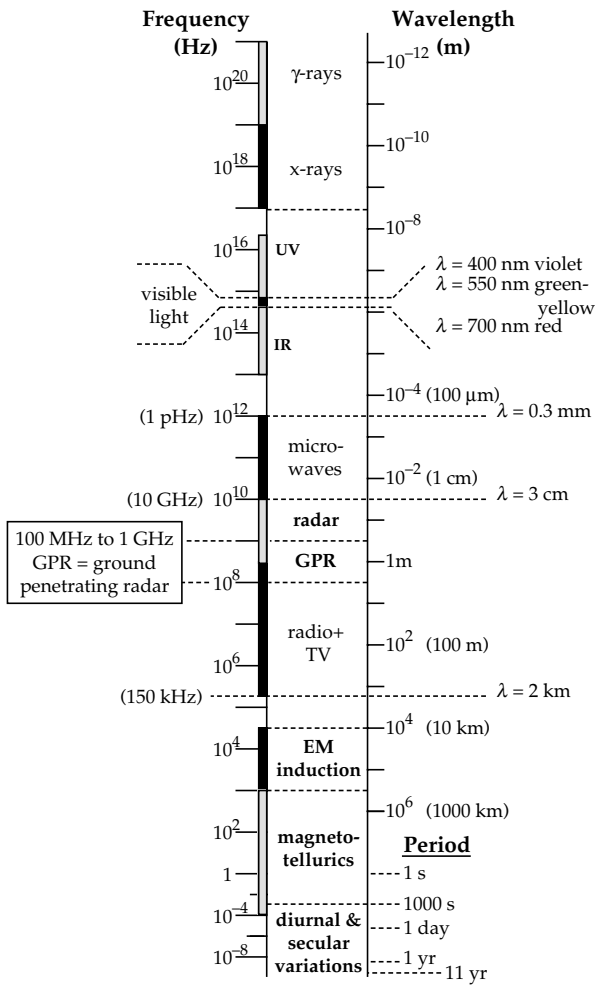 Frequency
(Hz)
Wavelength
(m)
10^20
10^18
10^16
10^14
(1 pHz) 10^12
(10 GHz) 10^10
10^8
10^6
(150 kHz)
10^4
10^2
1
10^−4
10^−8
visible
light
100 MHz to 1 GHz
GPR = ground
penetrating radar
γ-rays
x-rays
UV
IR
micro-
waves
radar
GPR
radio+
TV
EM
induction
magneto-
tellurics
diurnal &
secular
variations
10^−12
10^−10
10^−8
λ = 400 nm violet
λ = 550 nm green-
yellow
λ = 700 nm red
10^−4 (100 µm)
λ = 0.3 mm
10^−2 (1 cm)
λ = 3 cm
1m
10^2 (100 m)
λ = 2 km
10^4 (10 km)
10^6 (1000 km)
Period
1 s
1000 s
1 day
1 yr
11 yr